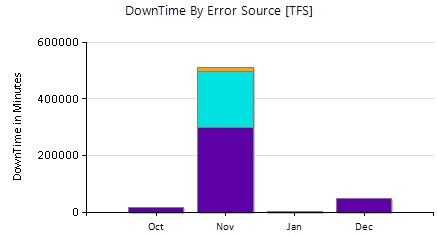 DownTime By Error Source [TFS]
DownTime in Minutes
600000
400000
200000
0
Oct Nov Jan Dec